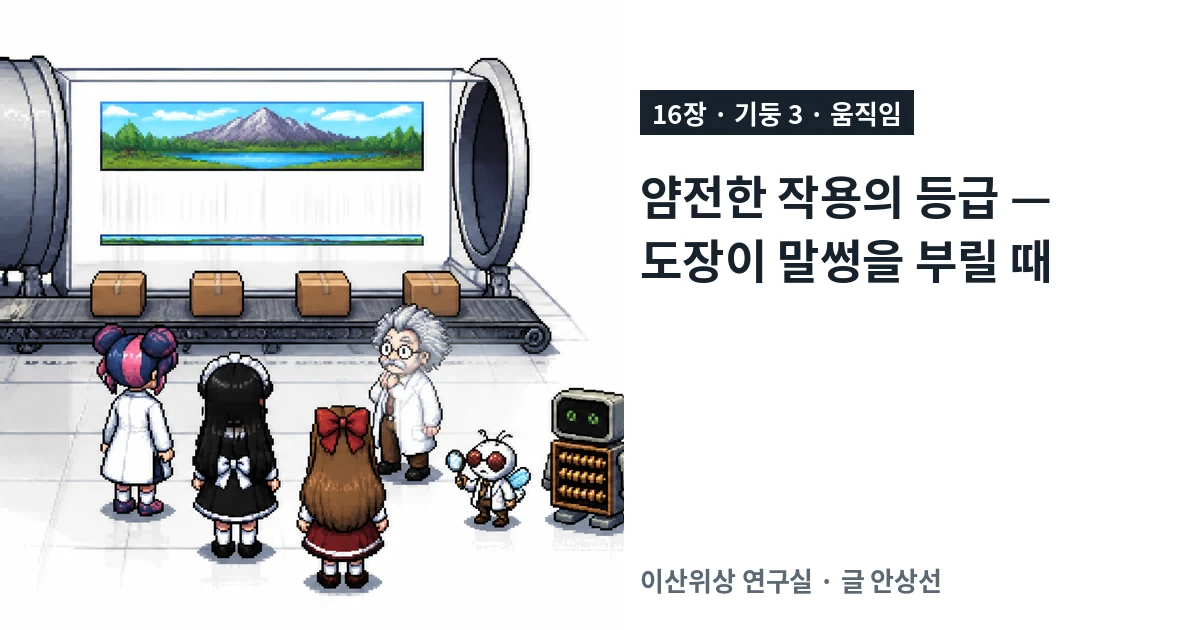 16장 · 기둥 3 · 움직임
얌전한 작용의 등급 —
도장이 말썽을 부릴 때
이산위상 연구실 · 글 안상선